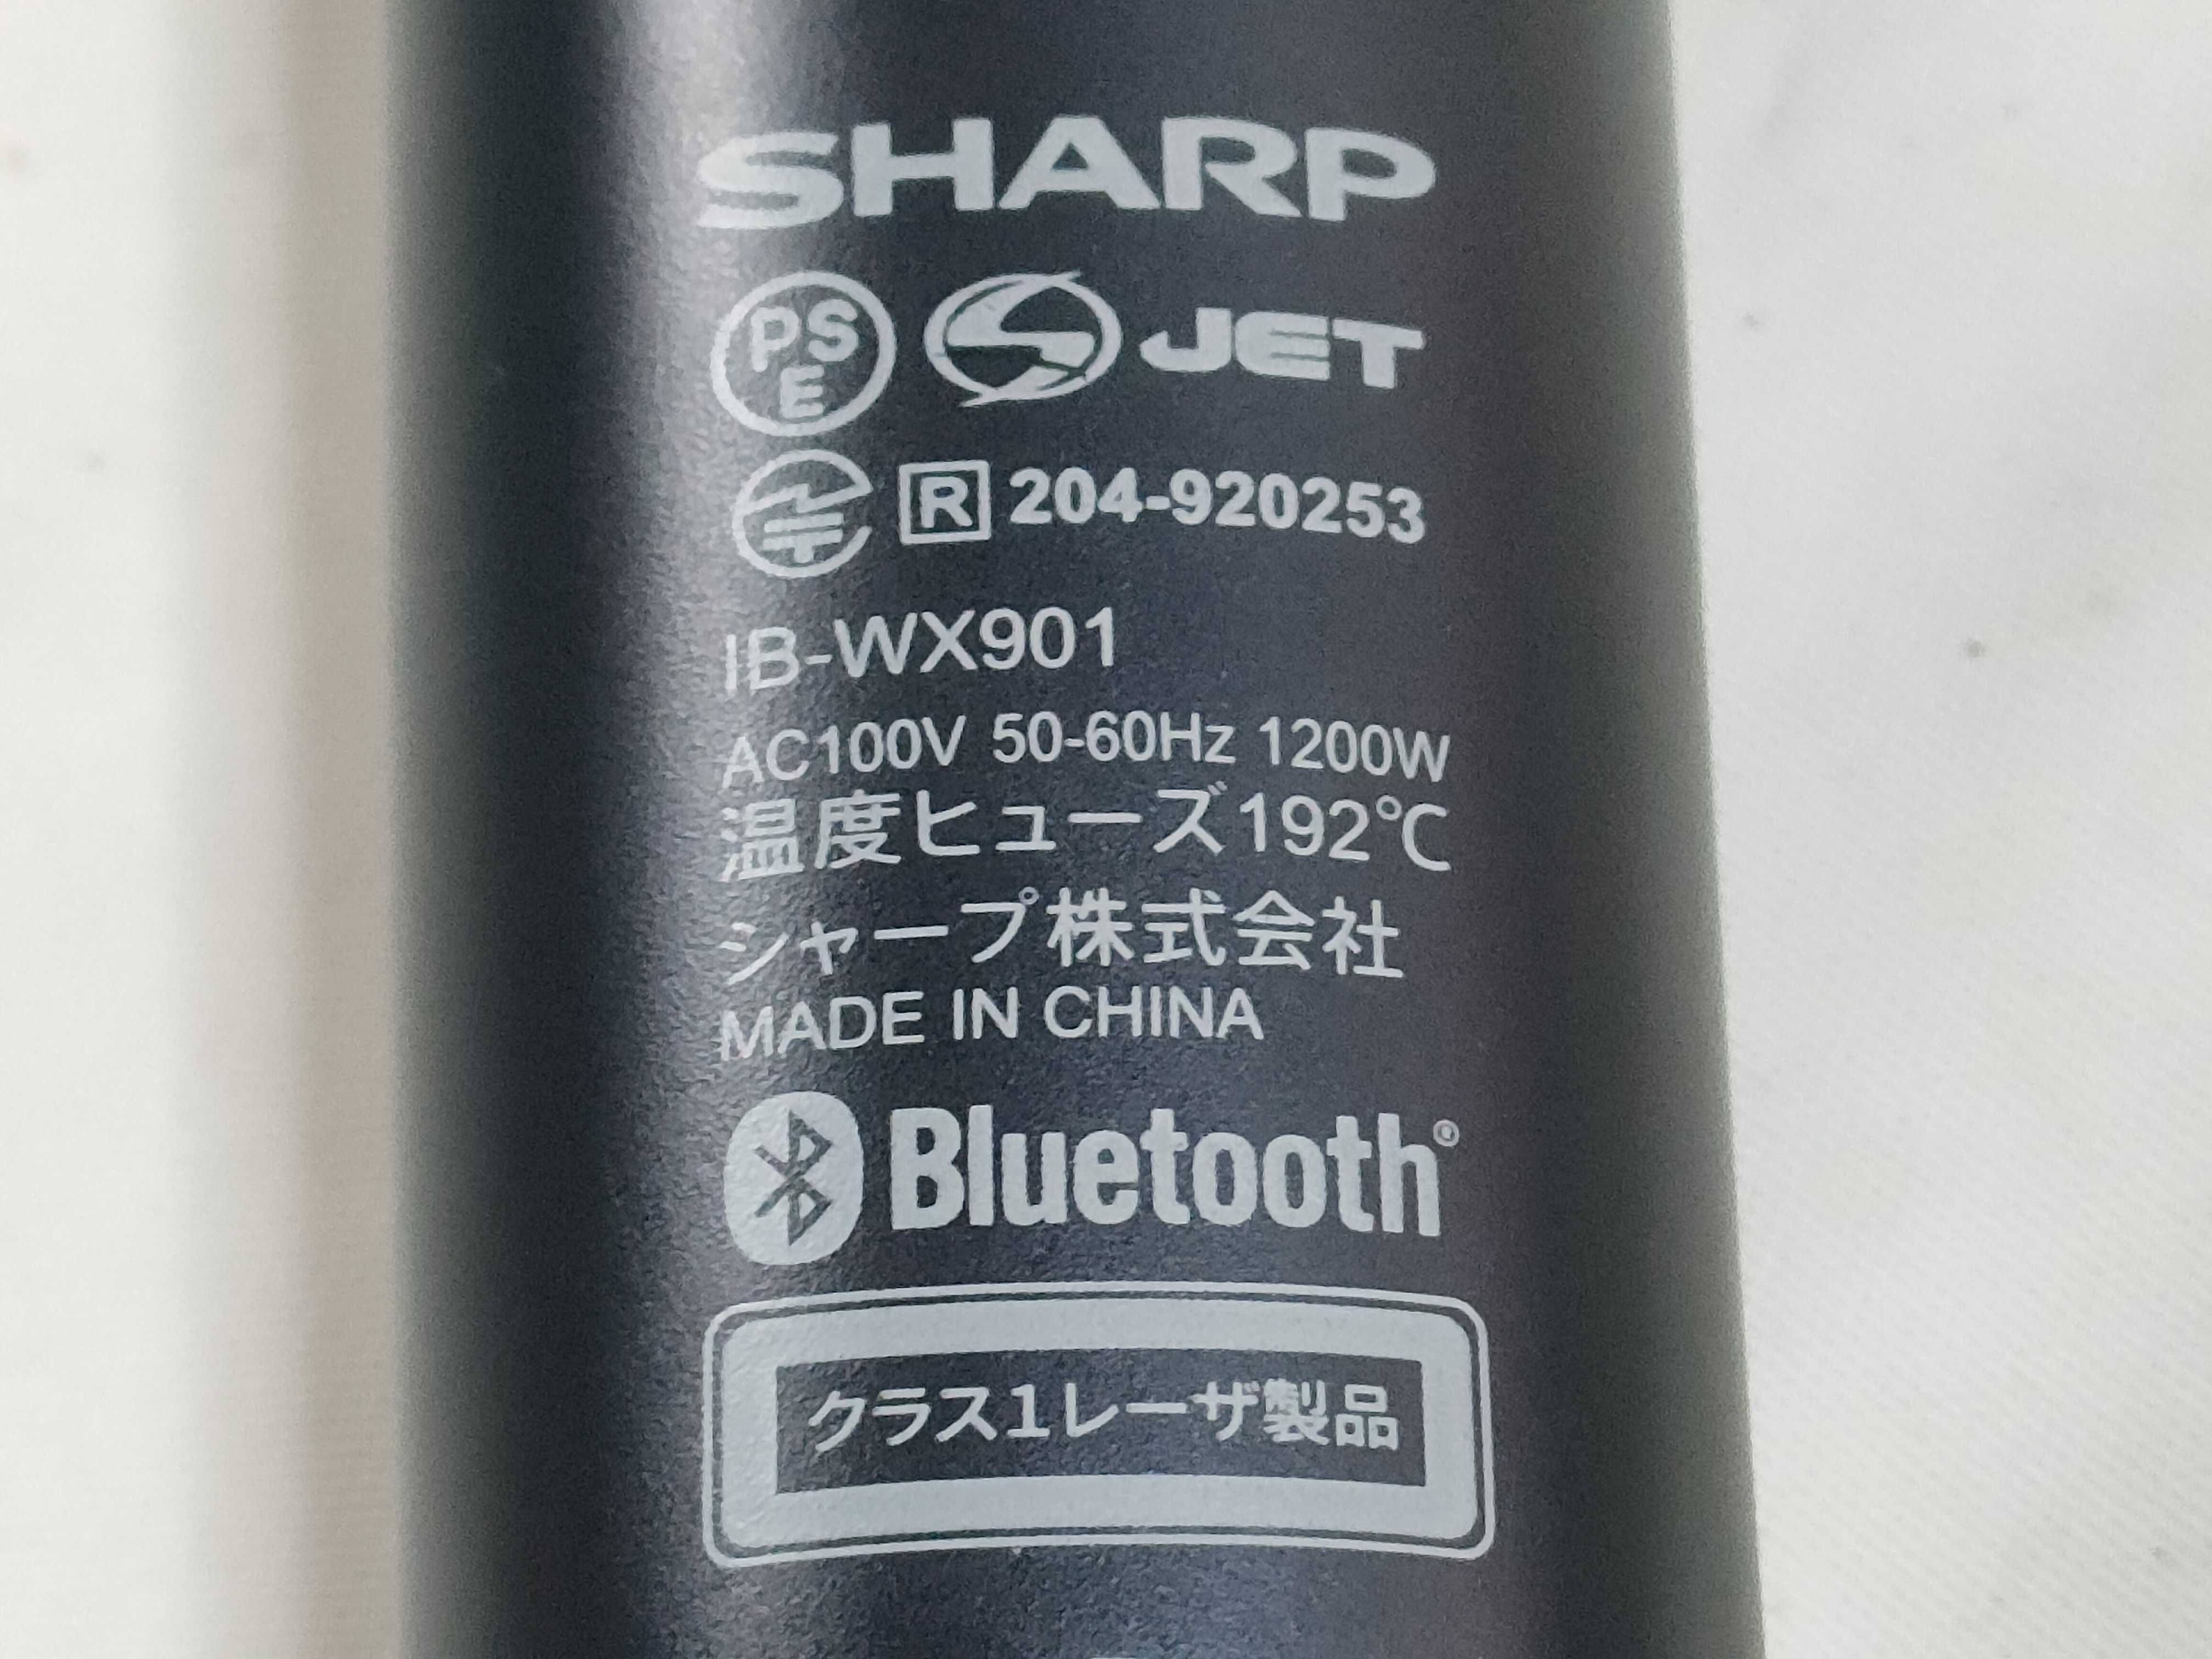 SHARP
PS E JET
R 204-920253
IB-WX901
AC100V 50-60Hz 1200W
温度ヒューズ192℃
シャープ株式会社
MADE IN CHINA
Bluetooth®
クラス1レーザ製品